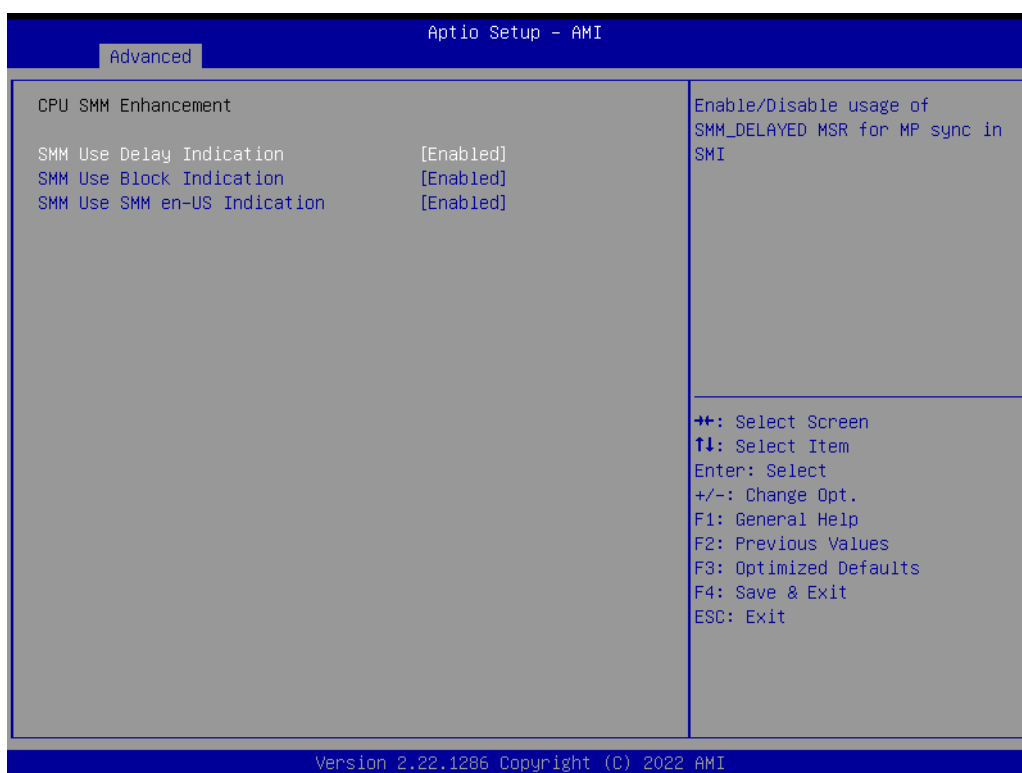 Aptio Setup – AMI
Advanced
CPU SMM Enhancement
SMM Use Delay Indication [Enabled]
SMM Use Block Indication [Enabled]
SMM Use SMM en-US Indication [Enabled]
Enable/Disable usage of
SMM_DELAYED MSR for MP sync in
SMI
→←: Select Screen
↑↓: Select Item
Enter: Select
+/-: Change Opt.
F1: General Help
F2: Previous Values
F3: Optimized Defaults
F4: Save & Exit
ESC: Exit
Version 2.22.1286 Copyright (C) 2022 AMI